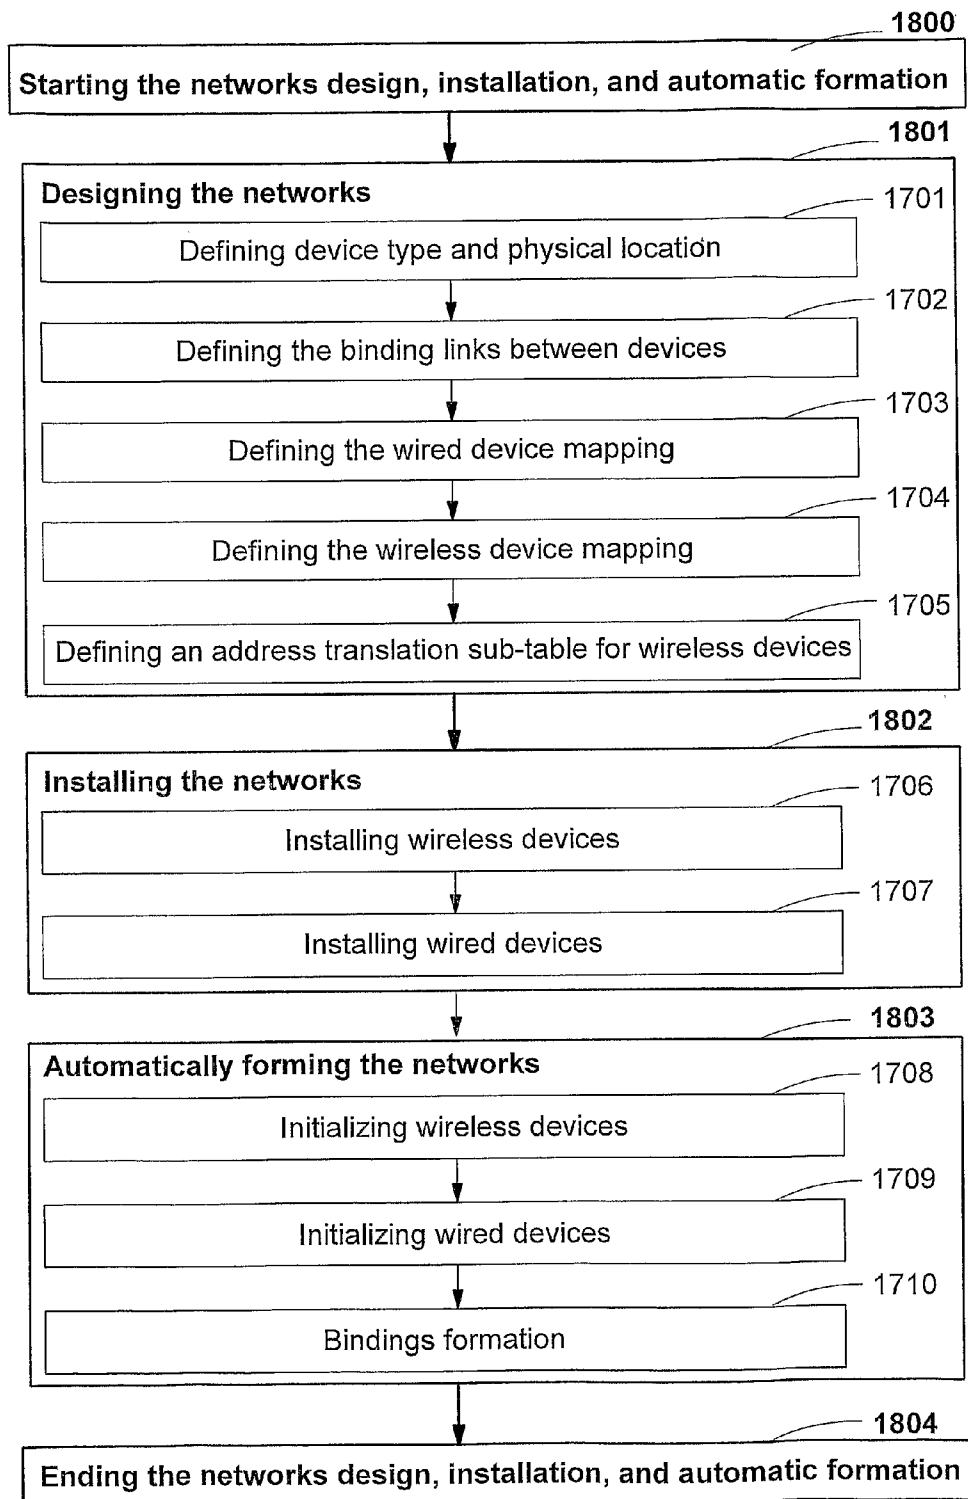 1800
Starting the networks design, installation, and automatic formation
1801
Designing the networks
1701
Defining device type and physical location
1702
Defining the binding links between devices
1703
Defining the wired device mapping
1704
Defining the wireless device mapping
1705
Defining an address translation sub-table for wireless devices
1802
Installing the networks
1706
Installing wireless devices
1707
Installing wired devices
1803
Automatically forming the networks
1708
Initializing wireless devices
1709
Initializing wired devices
1710
Bindings formation
1804
Ending the networks design, installation, and automatic formation